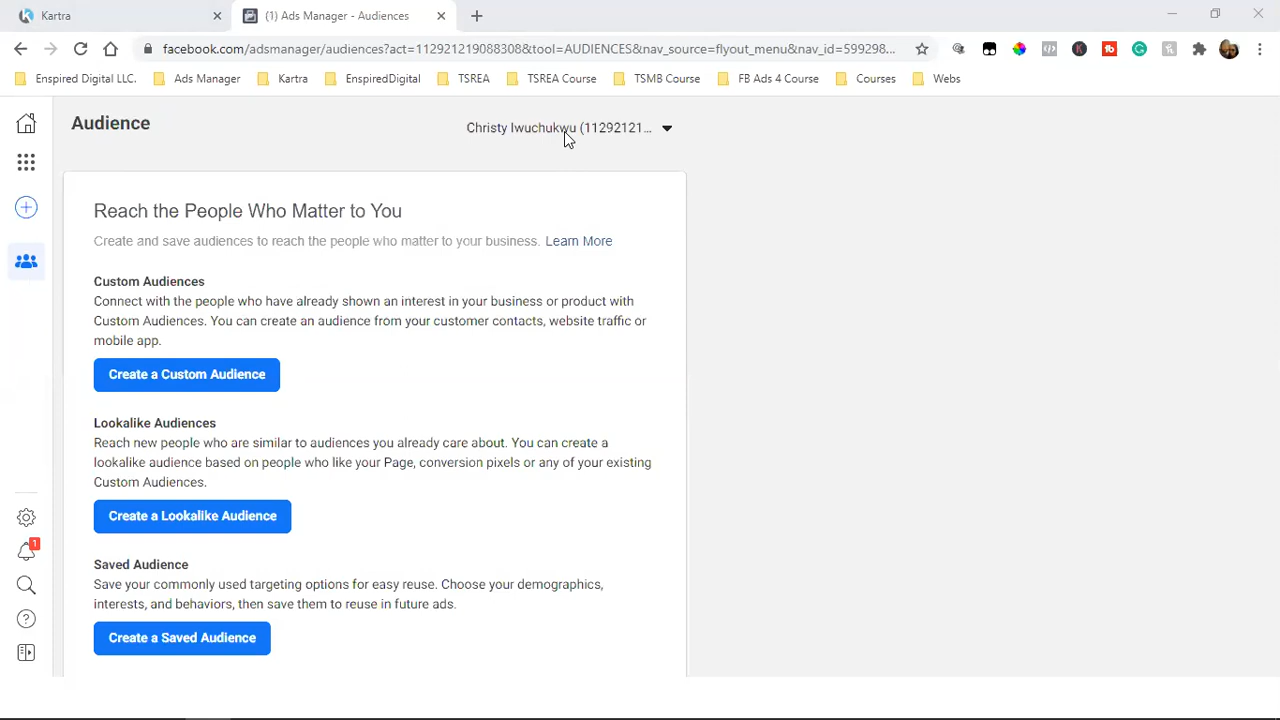 Kartra
(1) Ads Manager - Audiences
facebook.com/adsmanager/audiences?act=112921219088308&tool=AUDIENCES&nav_source=flyout_menu&nav_id=599298...
Enspired Digital LLC. Ads Manager Kartra EnspiredDigital TSREA TSREA Course TSMB Course FB Ads 4 Course Courses Webs
Audience
Christy Iwuchukwu (11292121...
Reach the People Who Matter to You
Create and save audiences to reach the people who matter to your business. Learn More
Custom Audiences
Connect with the people who have already shown an interest in your business or product with
Custom Audiences. You can create an audience from your customer contacts, website traffic or
mobile app.
Create a Custom Audience
Lookalike Audiences
Reach new people who are similar to audiences you already care about. You can create a
lookalike audience based on people who like your Page, conversion pixels or any of your existing
Custom Audiences.
Create a Lookalike Audience
Saved Audience
Save your commonly used targeting options for easy reuse. Choose your demographics,
interests, and behaviors, then save them to reuse in future ads.
Create a Saved Audience
1